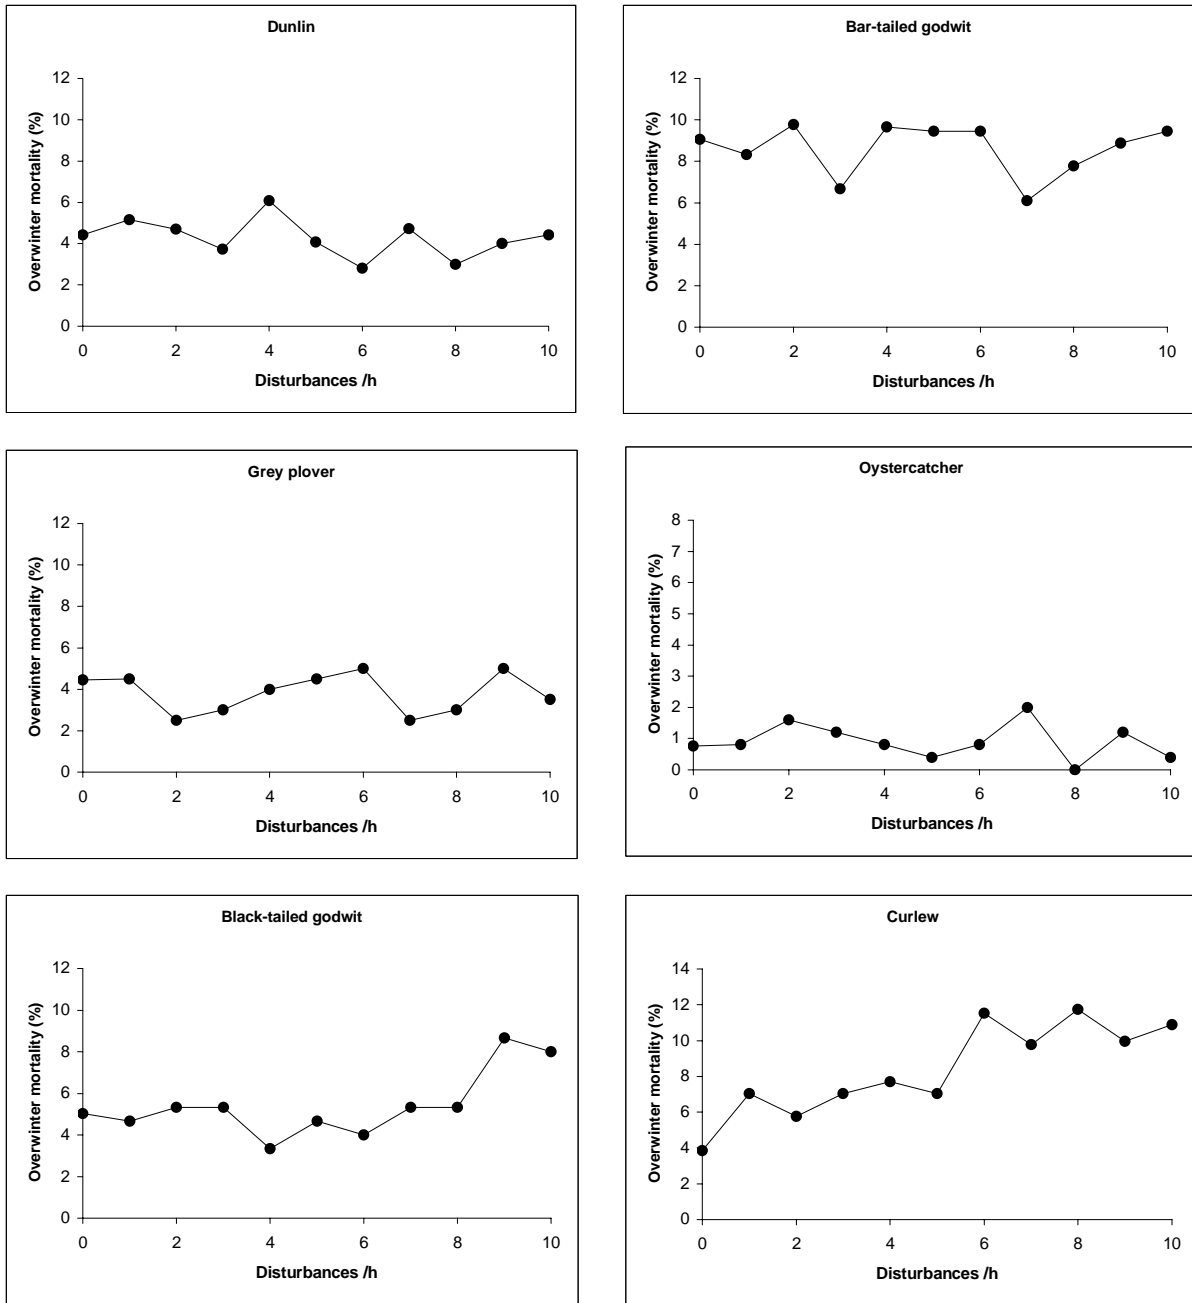 Dunlin
12
10
8
6
4
2
0
Overwinter mortality (%)
0 2 4 6 8 10
Disturbances /h
Bar-tailed godwit
12
10
8
6
4
2
0
Overwinter mortality (%)
0 2 4 6 8 10
Disturbances /h
Grey plover
12
10
8
6
4
2
0
Overwinter mortality (%)
0 2 4 6 8 10
Disturbances /h
Oystercatcher
8
7
6
5
4
3
2
1
0
Overwinter mortality (%)
0 2 4 6 8 10
Disturbances /h
Black-tailed godwit
12
10
8
6
4
2
0
Overwinter mortality (%)
0 2 4 6 8 10
Disturbances /h
Curlew
14
12
10
8
6
4
2
0
Overwinter mortality (%)
0 2 4 6 8 10
Disturbances /h